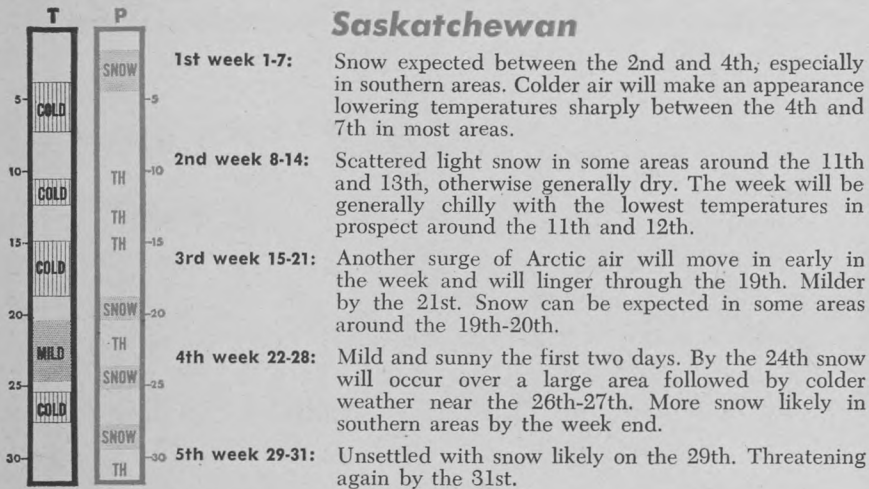 T P Saskatchewan
SNOW
COLD
COLD
COLD
MILD
COLD
5-
10-
15-
20-
25-
30-
SNOW
TH
TH
TH
SNOW
TH
SNOW
SNOW
TH
-5
-10
-15
-20
-25
-30
1st week 1-7: Snow expected between the 2nd and 4th, especially
in southern areas. Colder air will make an appearance
lowering temperatures sharply between the 4th and
7th in most areas.
2nd week 8-14: Scattered light snow in some areas around the 11th
and 13th, otherwise generally dry. The week will be
generally chilly with the lowest temperatures in
prospect around the 11th and 12th.
3rd week 15-21: Another surge of Arctic air will move in early in
the week and will linger through the 19th. Milder
by the 21st. Snow can be expected in some areas
around the 19th-20th.
4th week 22-28: Mild and sunny the first two days. By the 24th snow
will occur over a large area followed by colder
weather near the 26th-27th. More snow likely in
southern areas by the week end.
5th week 29-31: Unsettled with snow likely on the 29th. Threatening
again by the 31st.